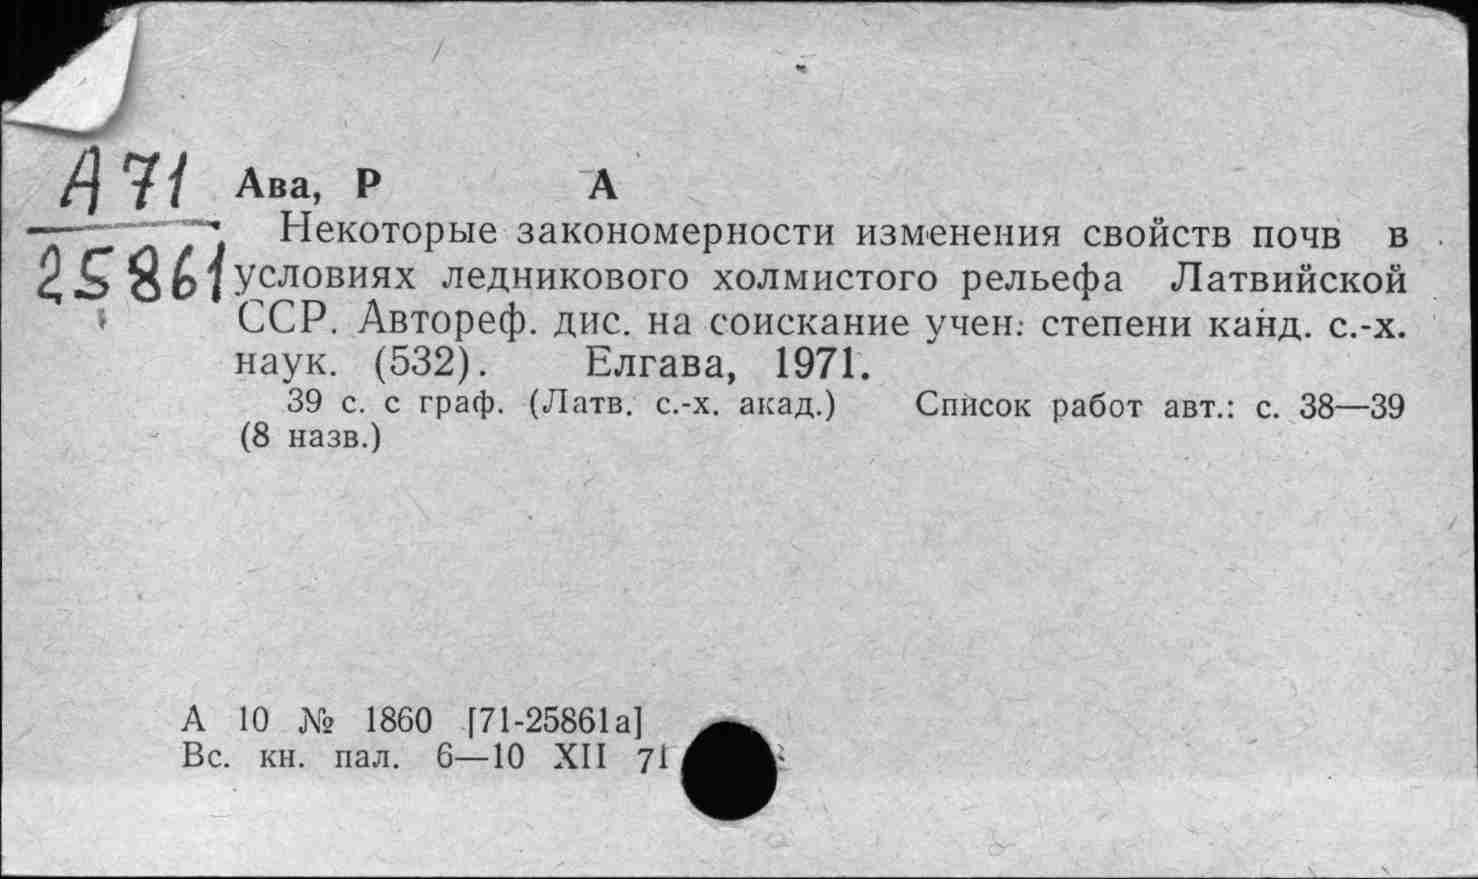 А71
25861
Ава, Р А
Некоторые закономерности изменения свойств почв в
условиях ледникового холмистого рельефа Латвийской
ССР. Автореф. дис. на соискание учен. степени канд. с.-х.
наук. (532). Елгава, 1971.
39 с. с граф. (Латв. с.-х. акад.) Список работ авт.: с. 38—39
(8 назв.)
А 10 № 1860 [71-25861а]
Вс. кн. пал. 6—10 XII 71